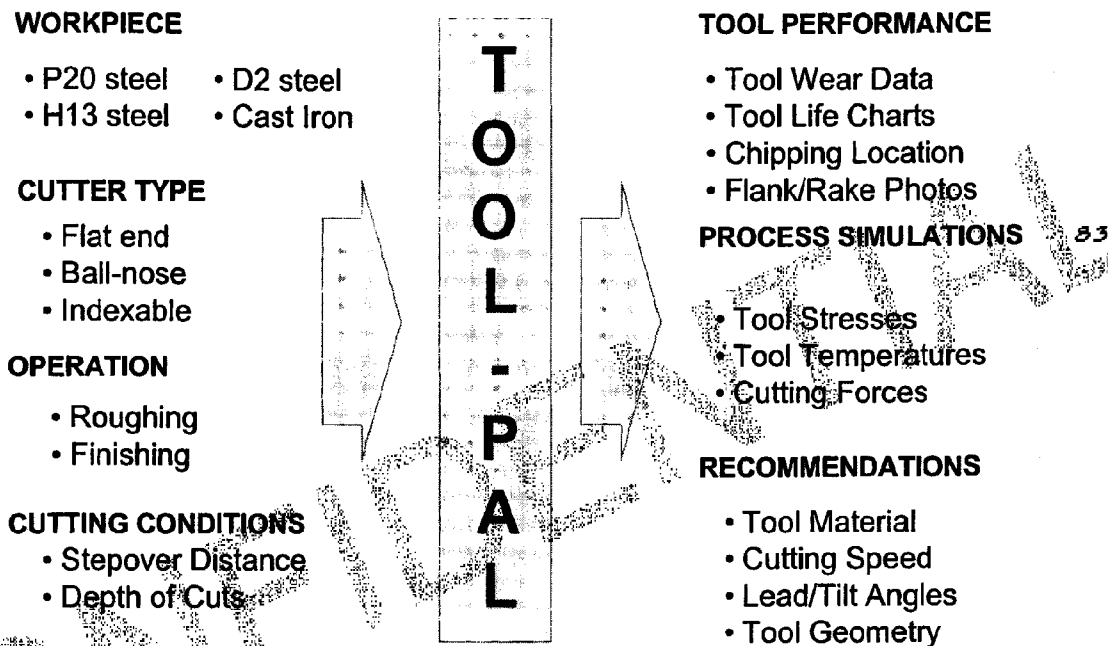 WORKPIECE
• P20 steel • D2 steel
• H13 steel • Cast Iron
CUTTER TYPE
• Flat end
• Ball-nose
• Indexable
OPERATION
• Roughing
• Finishing
CUTTING CONDITIONS
• Stepover Distance
• Depth of Cuts
TOOL-PAL
TOOL PERFORMANCE
• Tool Wear Data
• Tool Life Charts
• Chipping Location
• Flank/Rake Photos
PROCESS SIMULATIONS 83
• Tool Stresses
• Tool Temperatures
• Cutting Forces
RECOMMENDATIONS
• Tool Material
• Cutting Speed
• Lead/Tilt Angles
• Tool Geometry